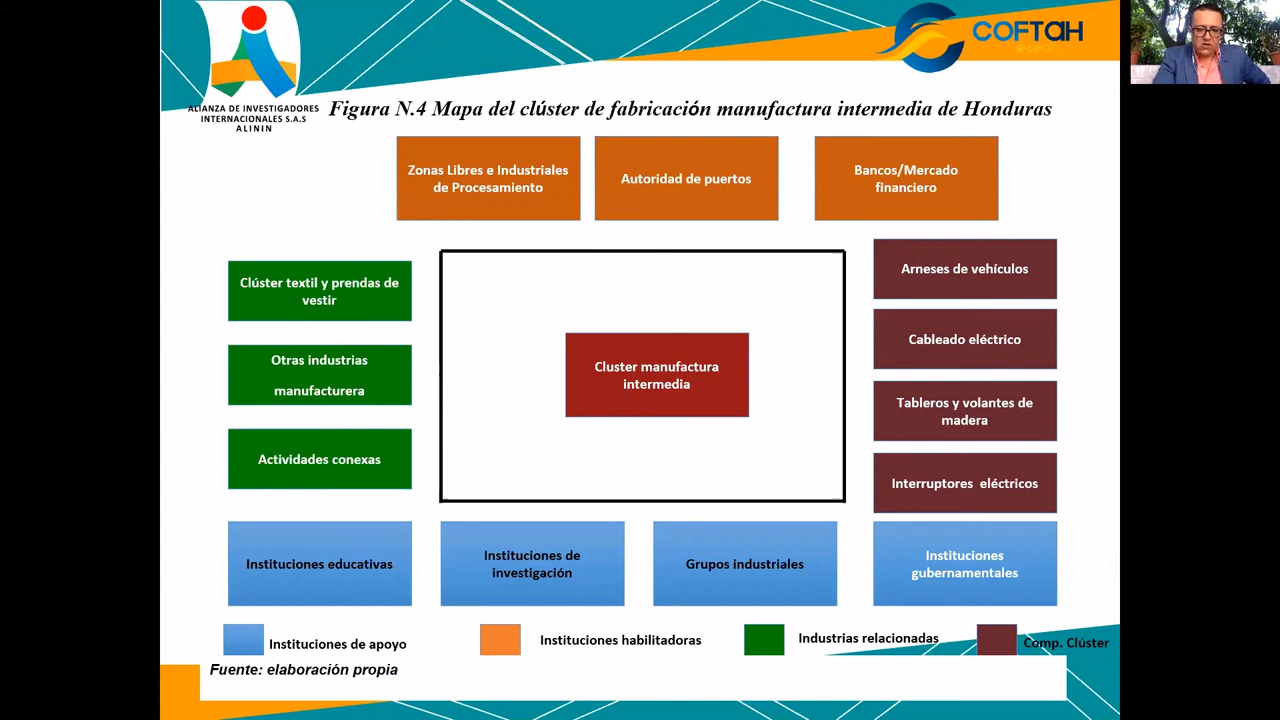 ALIANZA DE INVESTIGADORES
INTERNACIONALES S.A.S
ALININ
COFTAH
Figura N.4 Mapa del clúster de fabricación manufactura intermedia de Honduras
Zonas Libres e Industriales
de Procesamiento
Autoridad de puertos
Bancos/Mercado
financiero
Clúster textil y prendas de
vestir
Otras industrias
manufacturera
Actividades conexas
Cluster manufactura
intermedia
Arneses de vehículos
Cableado eléctrico
Tableros y volantes de
madera
Interruptores eléctricos
Instituciones educativas
Instituciones de
investigación
Grupos industriales
Instituciones
gubernamentales
Instituciones de apoyo
Instituciones habilitadoras
Industrias relacionadas
Comp. Clúster
Fuente: elaboración propia